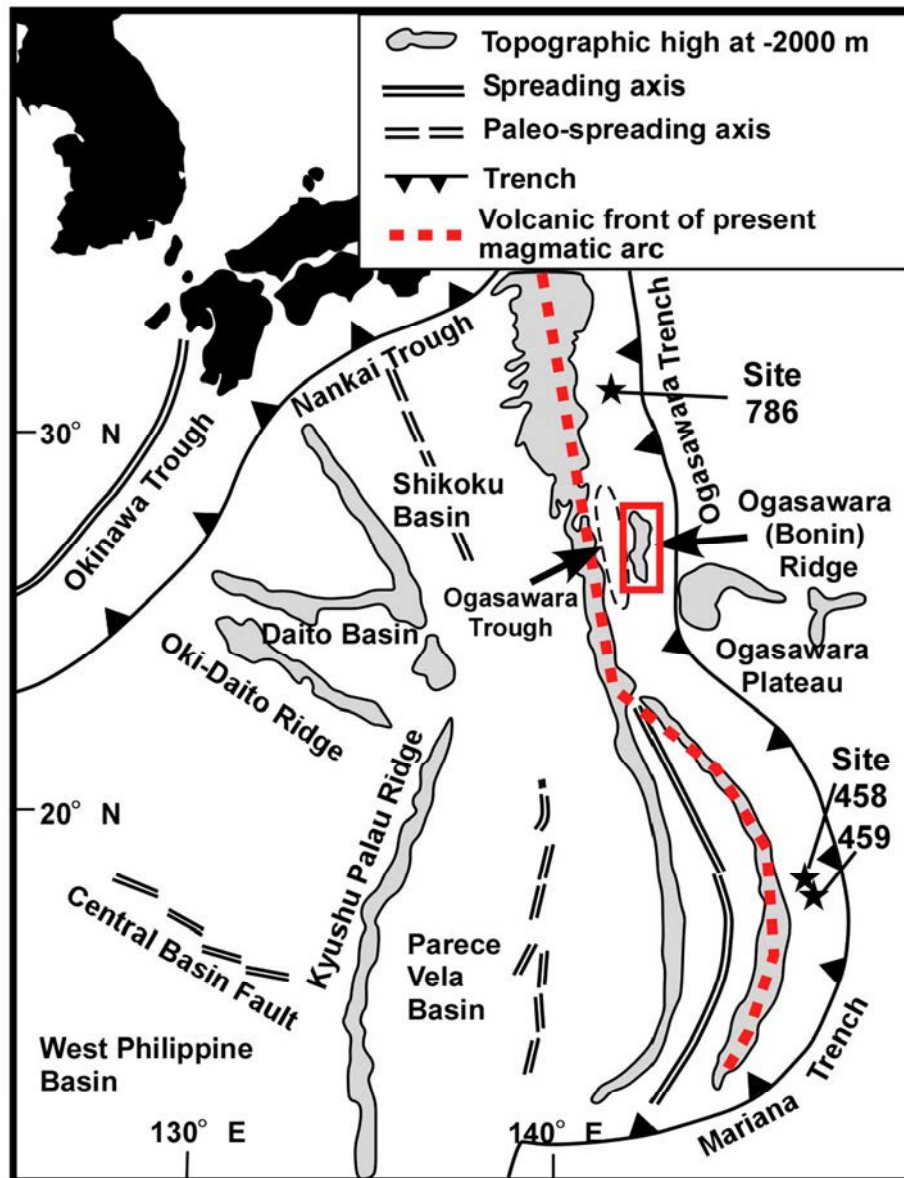 Topographic high at -2000 m
Spreading axis
Paleo-spreading axis
Trench
Volcanic front of present
magmatic arc
Nankai Trough
Ogasawara Trench
Site
786
30° N
Okinawa Trough
Shikoku
Basin
Ogasawara
(Bonin)
Ridge
Ogasawara
Trough
Daito Basin
Oki-Daito Ridge
Ogasawara
Plateau
Kyushu Palau Ridge
20° N
Site
458
459
Central Basin Fault
Parece
Vela
Basin
West Philippine
Basin
Mariana Trench
130° E
140° E